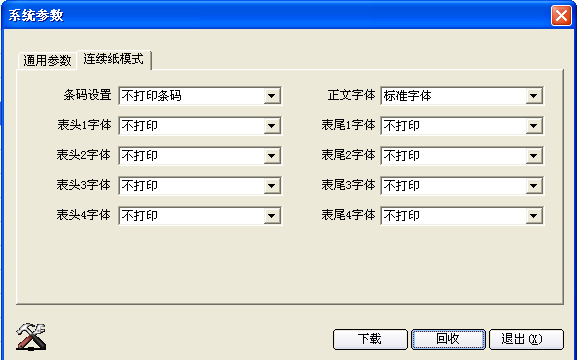 系统参数
通用参数 连续纸模式
条码设置 不打印条码 正文字体 标准字体
表头1字体 不打印 表尾1字体 不打印
表头2字体 不打印 表尾2字体 不打印
表头3字体 不打印 表尾3字体 不打印
表头4字体 不打印 表尾4字体 不打印
下载 回收 退出(X)